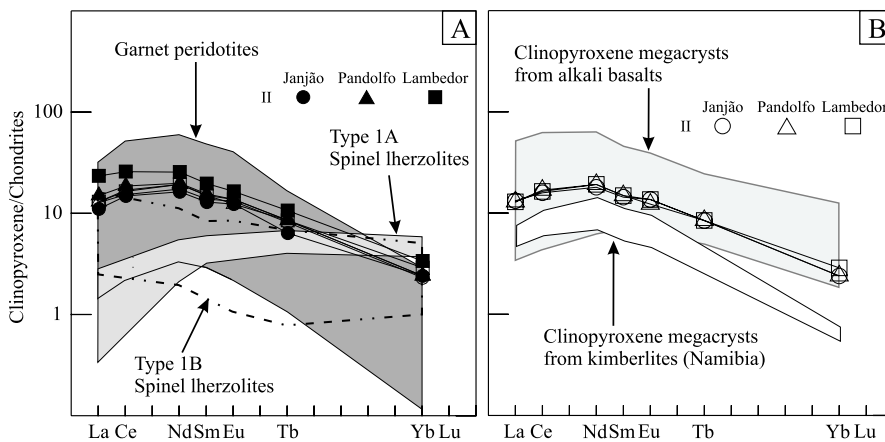 A
Garnet peridotites
Janjão Pandolfo Lambedor
II
Type 1A
Spinel lherzolites
Type 1B
Spinel lherzolites
Clinopyroxene/Chondrites
100
10
1
La Ce Nd Sm Eu Tb Yb Lu
B
Clinopyroxene megacrysts
from alkali basalts
Janjão Pandolfo Lambedor
II
Clinopyroxene megacrysts
from kimberlites (Namibia)
La Ce Nd Sm Eu Tb Yb Lu